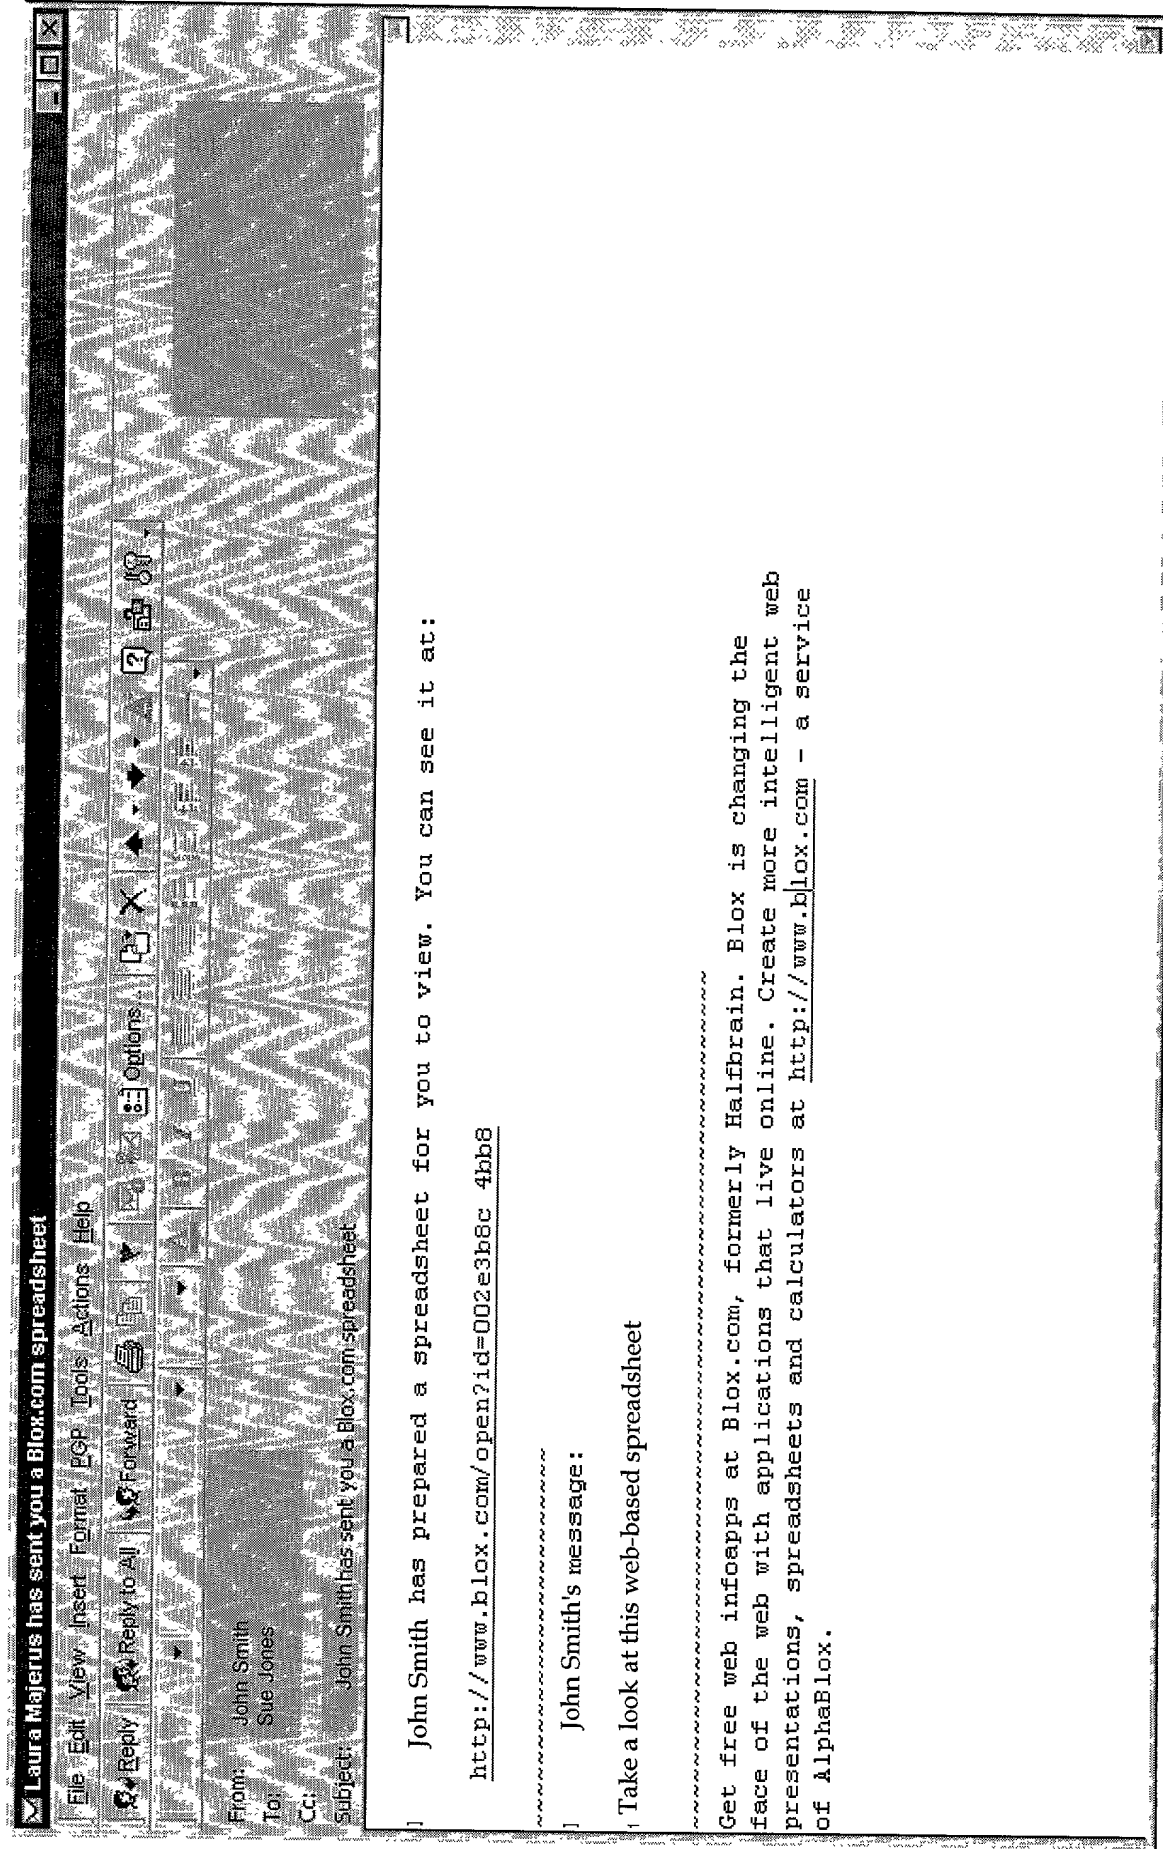 Laura Majerus has sent you a Blox.com spreadsheet
File Edit View Insert Format PGP Tools Actions Help
Reply Reply to All Forward Options...
From: John Smith
To: Sue Jones
Cc:
Subject: John Smith has sent you a Blox.com spreadsheet
John Smith has prepared a spreadsheet for you to view. You can see it at:
http://www.blox.com/open?id=002e3b8c 4bb8
~~~~~~~~~~~~~~~~~~~~~~~~~~
John Smith's message:
Take a look at this web-based spreadsheet
~~~~~~~~~~~~~~~~~~~~~~~~~~~~~~~~~~~~~~~~~~~~~~~~~~~~~~~~
Get free web infoapps at Blox.com, formerly Halfbrain. Blox is changing the
face of the web with applications that live online. Create more intelligent web
presentations, spreadsheets and calculators at http://www.blox.com - a service
of AlphaBlox.